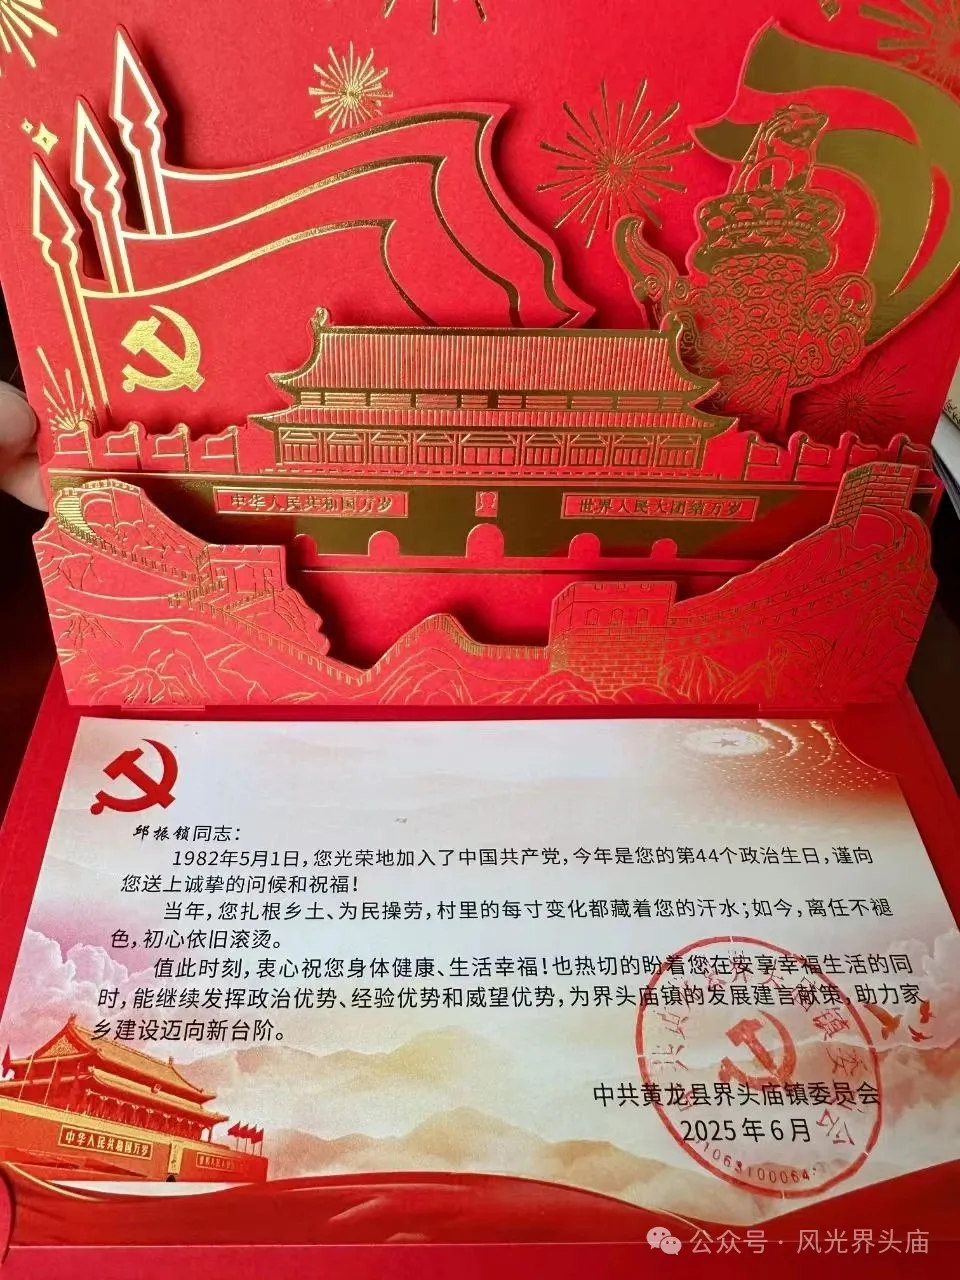 中华人民共和国万岁
世界人民大团结万岁
邱振锁同志：
1982年5月1日，您光荣地加入了中国共产党，今年是您的第44个政治生日，谨向
您送上诚挚的问候和祝福！
当年，您扎根乡土、为民操劳，村里的每寸变化都藏着您的汗水；如今，离任不褪
色，初心依旧滚烫。
值此时刻，衷心祝您身体健康、生活幸福！也热切的盼着您在安享幸福生活的同
时，能继续发挥政治优势、经验优势和威望优势，为界头庙镇的发展建言献策，助力家
乡建设迈向新台阶。
中共黄龙县界头庙镇委员会
2025年6月
中华人民共和国万岁
公众号·风光界头庙